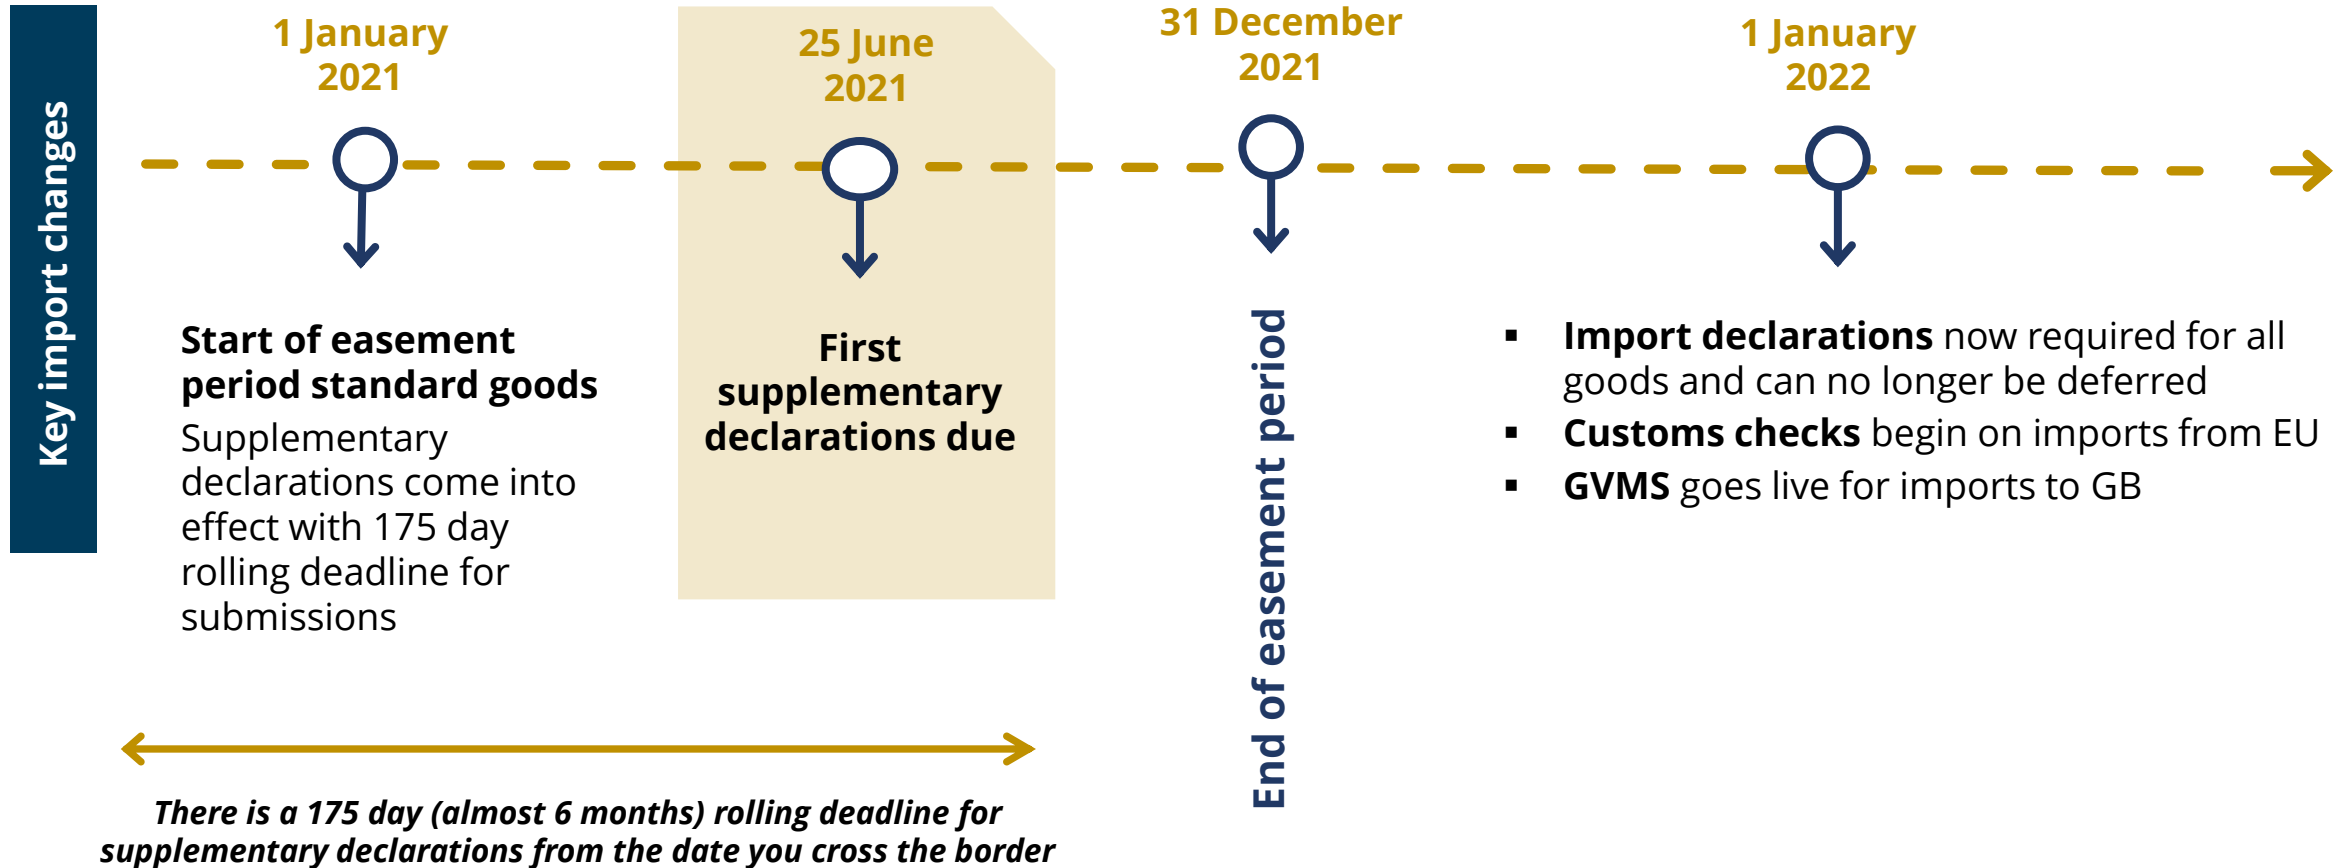 Key import changes
1 January
2021
25 June
2021
31 December
2021
1 January
2022
Start of easement
period standard goods
Supplementary
declarations come into
effect with 175 day
rolling deadline for
submissions
First
supplementary
declarations due
End of easement period
▪ Import declarations now required for all
goods and can no longer be deferred
▪ Customs checks begin on imports from EU
▪ GVMS goes live for imports to GB
There is a 175 day (almost 6 months) rolling deadline for
supplementary declarations from the date you cross the border